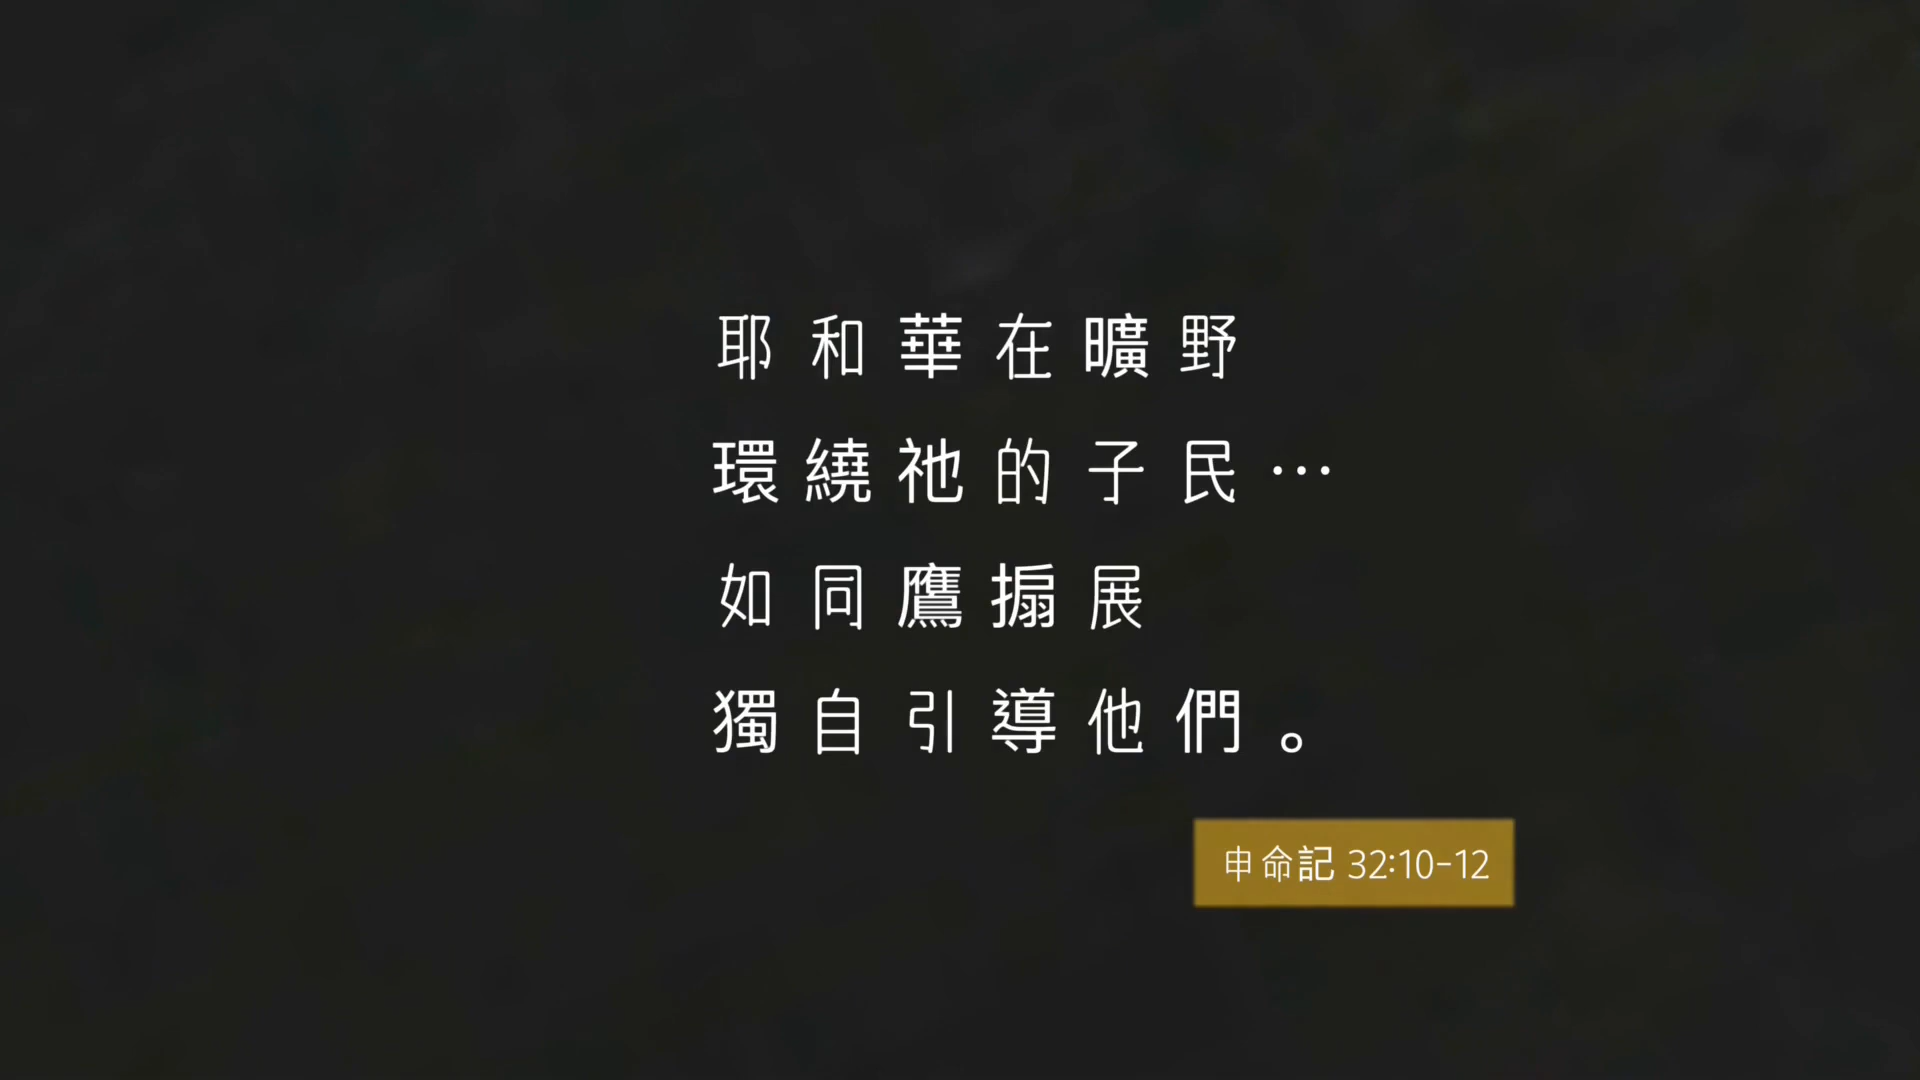 耶和華在曠野
環繞祂的子民…
如同鷹搧展
獨自引導他們。
申命記 32:10-12